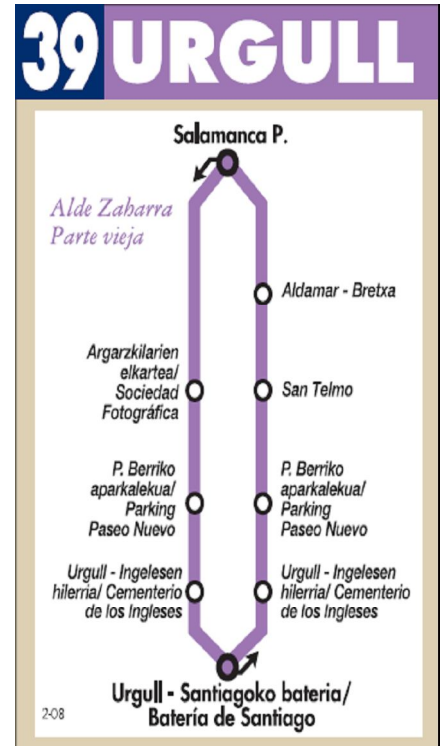 39 URGULL
Salamanca P.
Alde Zaharra
Parte vieja
Aldamar - Bretxa
Argarzkilarien
elkartea/
Sociedad
Fotográfica
San Telmo
P. Berriko
aparkalekua/
Parking
Paseo Nuevo
P. Berriko
aparkalekua/
Parking
Paseo Nuevo
Urgull - Ingelesen
hilerria/ Cementerio
de los Ingleses
Urgull - Ingelesen
hilerria/ Cementerio
de los Ingleses
Urgull - Santiagoko bateria/
Batería de Santiago
2-08